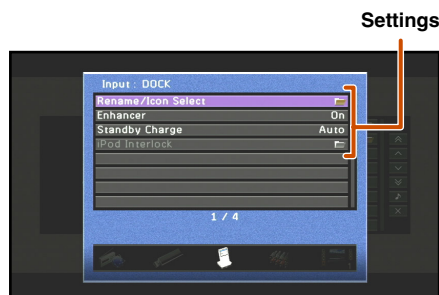 Settings
Input : DOCK
Rename/Icon Select
Enhancer On
Standby Charge Auto
iPod Interlock
1 / 4